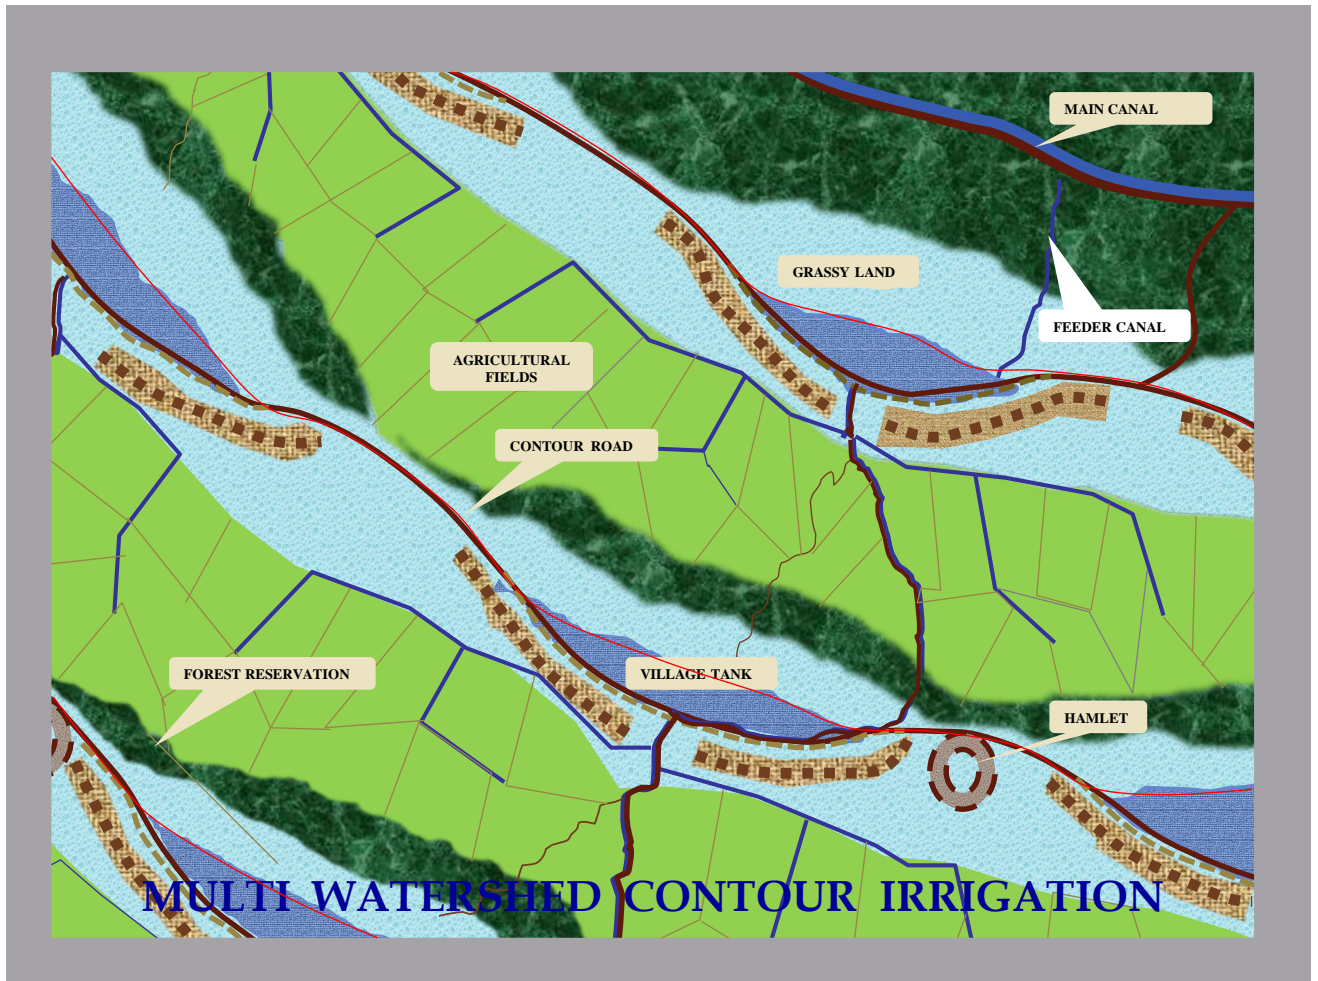 MAIN CANAL
GRASSY LAND
FEEDER CANAL
AGRICULTURAL
FIELDS
CONTOUR ROAD
FOREST RESERVATION
VILLAGE TANK
HAMLET
MULTI WATERSHED CONTOUR IRRIGATION